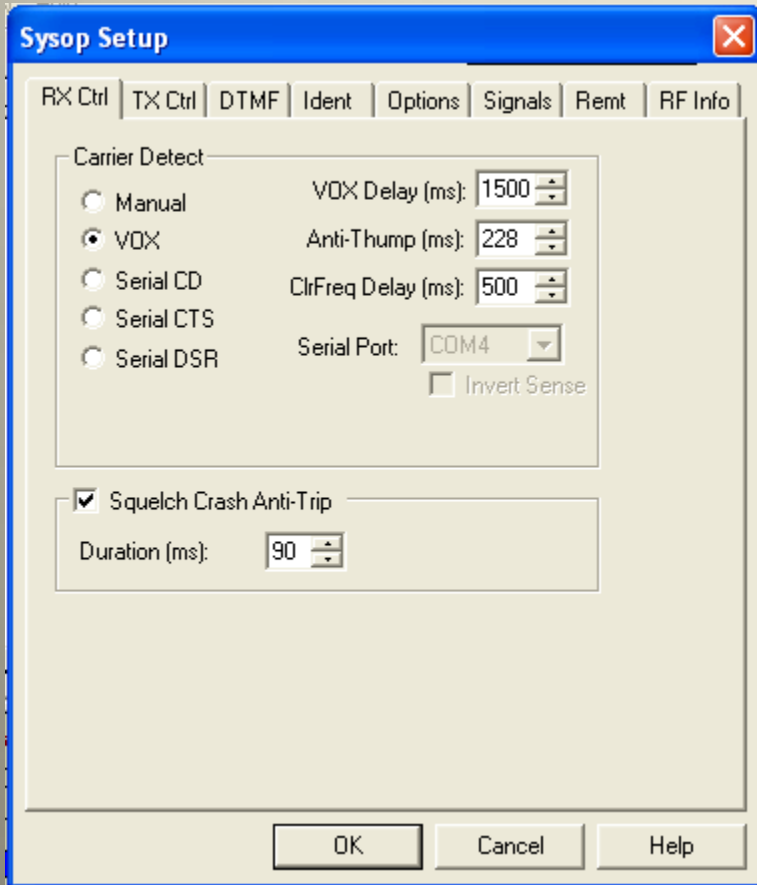 Sysop Setup
RX Ctrl TX Ctrl DTMF Ident Options Signals Remt RF Info
Carrier Detect
Manual
VOX
Serial CD
Serial CTS
Serial DSR
VOX Delay (ms): 1500
Anti-Thump (ms): 228
ClrFreq Delay (ms): 500
Serial Port: COM4
Invert Sense
Squelch Crash Anti-Trip
Duration (ms): 90
OK Cancel Help